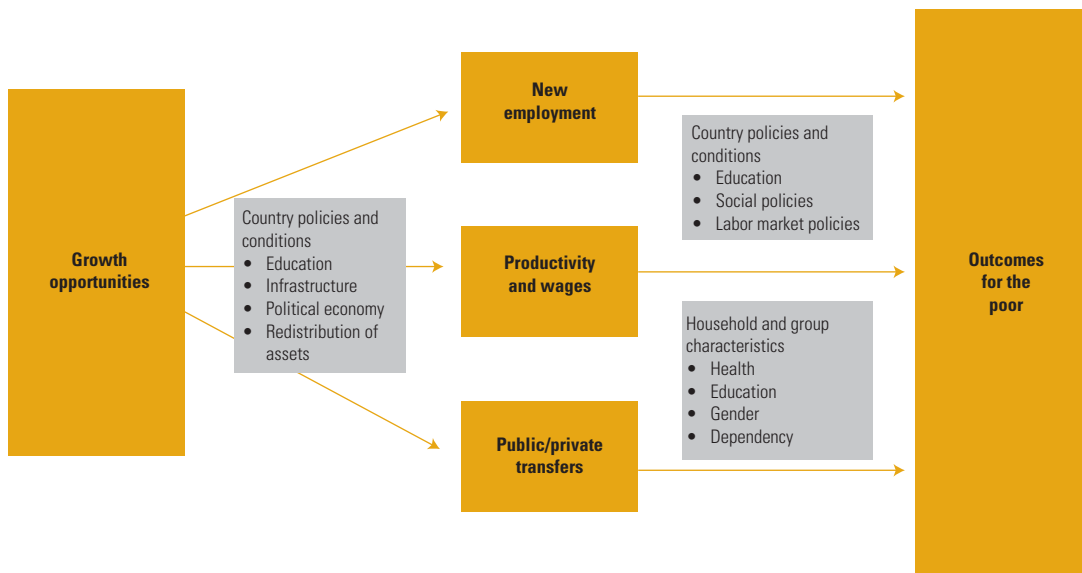 Growth
opportunities
Country policies and
conditions
• Education
• Infrastructure
• Political economy
• Redistribution of
assets
New
employment
Productivity
and wages
Public/private
transfers
Country policies and
conditions
• Education
• Social policies
• Labor market policies
Household and group
characteristics
• Health
• Education
• Gender
• Dependency
Outcomes
for the
poor